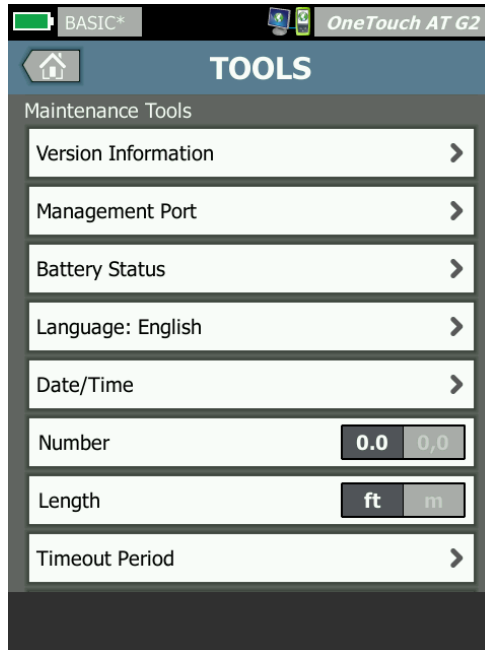 BASIC* OneTouch AT G2
TOOLS
Maintenance Tools
Version Information
Management Port
Battery Status
Language: English
Date/Time
Number 0.0 0,0
Length ft m
Timeout Period